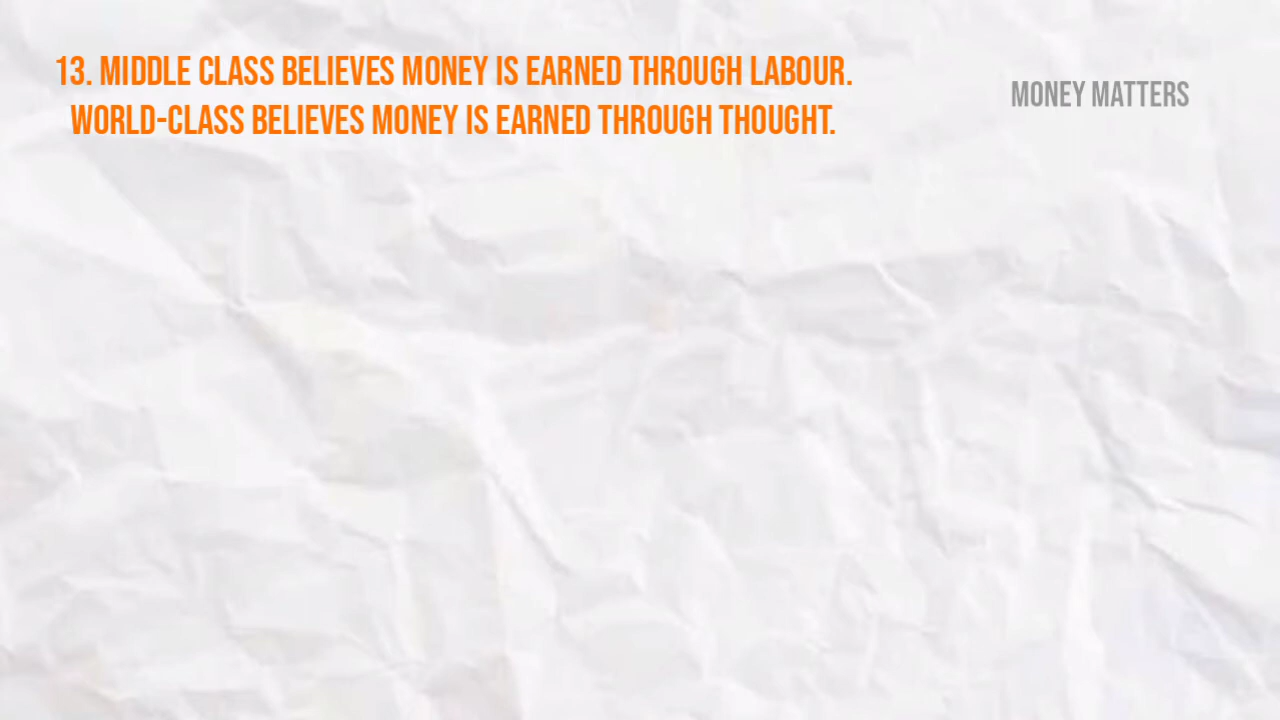 13. MIDDLE CLASS BELIEVES MONEY IS EARNED THROUGH LABOUR.
WORLD-CLASS BELIEVES MONEY IS EARNED THROUGH THOUGHT.
MONEY MATTERS